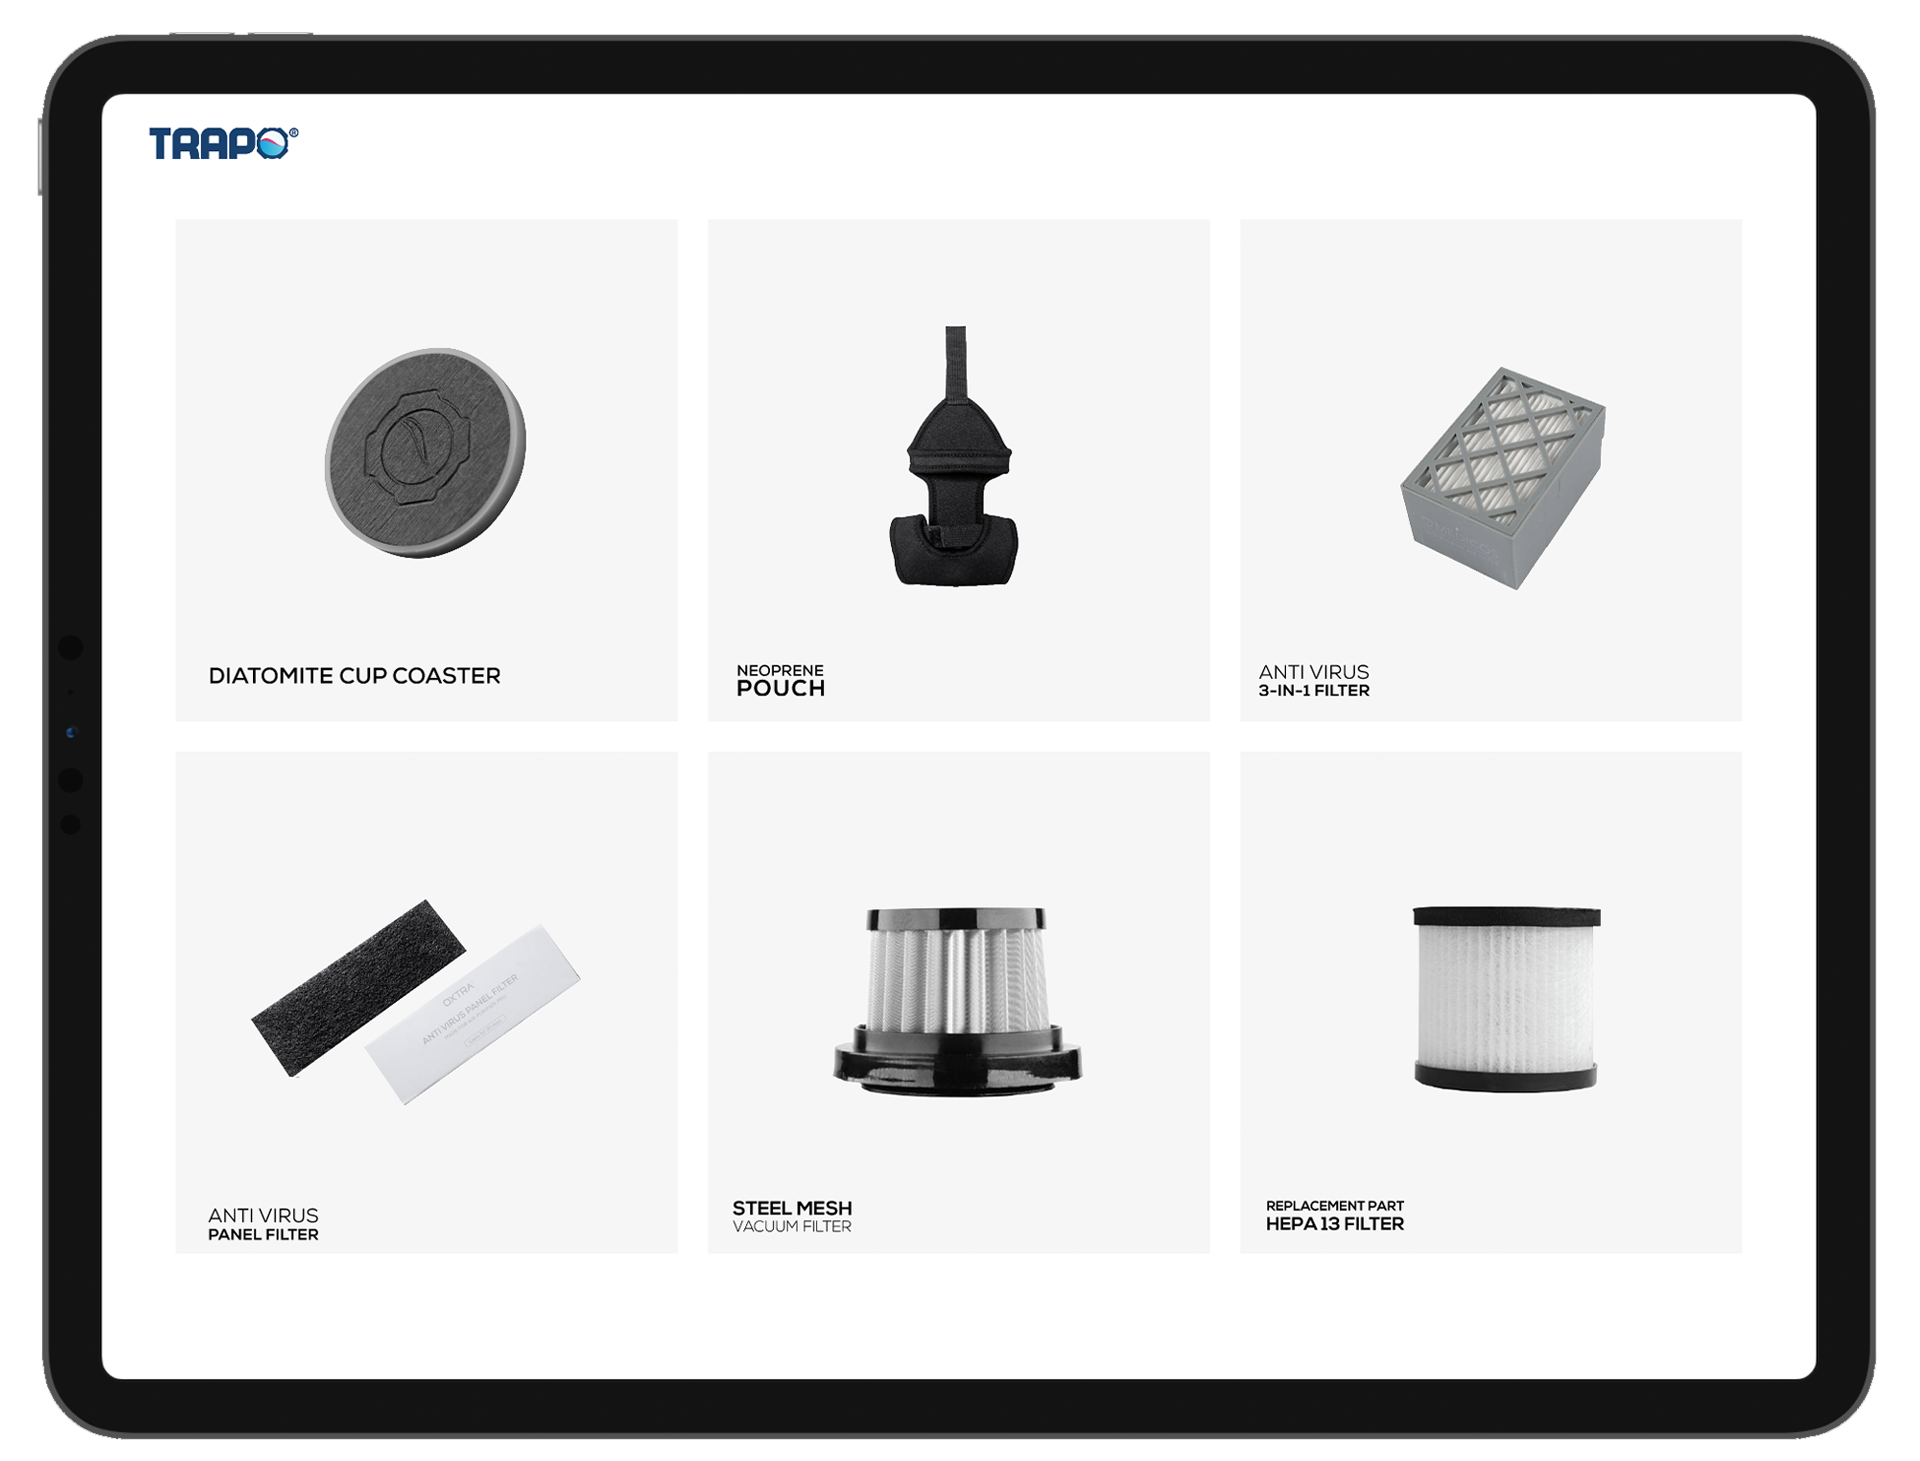 TRAPO®
DIATOMITE CUP COASTER
NEOPRENE
POUCH
ANTI VIRUS
3-IN-1 FILTER
OXTRA
ANTI VIRUS PANEL FILTER
ANTI VIRUS
PANEL FILTER
STEEL MESH
VACUUM FILTER
REPLACEMENT PART
HEPA 13 FILTER